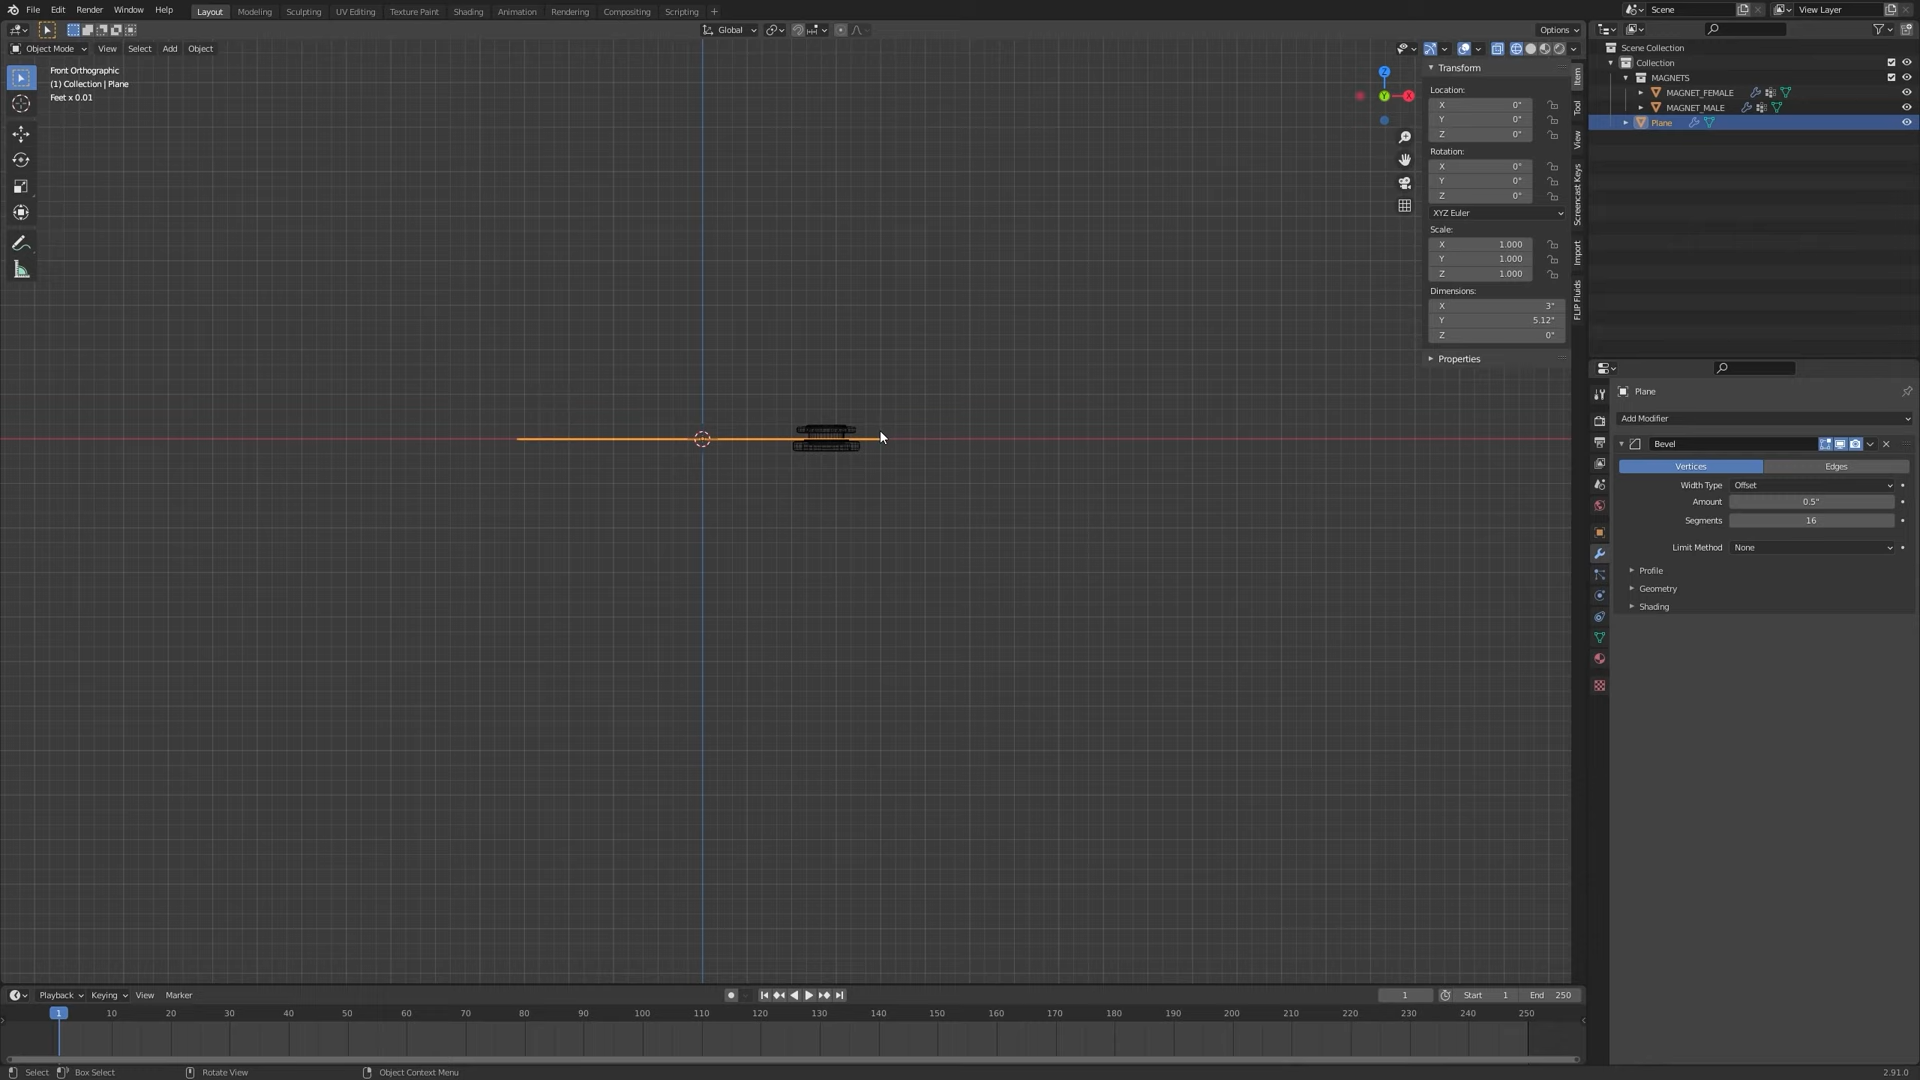 File Edit Render Window Help
Layout Modeling Sculpting UV Editing Texture Paint Shading Animation Rendering Compositing Scripting +
Scene
View Layer
Global
Options
Object Mode View Select Add Object
Front Orthographic
(1) Collection | Plane
Feet x 0.01
Z
Y
X
Transform
Location:
X 0"
Y 0"
Z 0"
Rotation:
X 0°
Y 0°
Z 0°
XYZ Euler
Scale:
X 1.000
Y 1.000
Z 1.000
Dimensions:
X 3"
Y 5.12"
Z 0"
Properties
Item
Tool
View
Screencast Keys
Import
FLIP Fluids
Scene Collection
Collection
MAGNETS
MAGNET_FEMALE
MAGNET_MALE
Plane
Plane
Add Modifier
Bevel
Vertices Edges
Width Type Offset
Amount 0.5"
Segments 16
Limit Method None
Profile
Geometry
Shading
Playback Keying View Marker
1 Start 1 End 250
1 10 20 30 40 50 60 70 80 90 100 110 120 130 140 150 160 170 180 190 200 210 220 230 240 250
Select Box Select Rotate View Object Context Menu 2.91.0